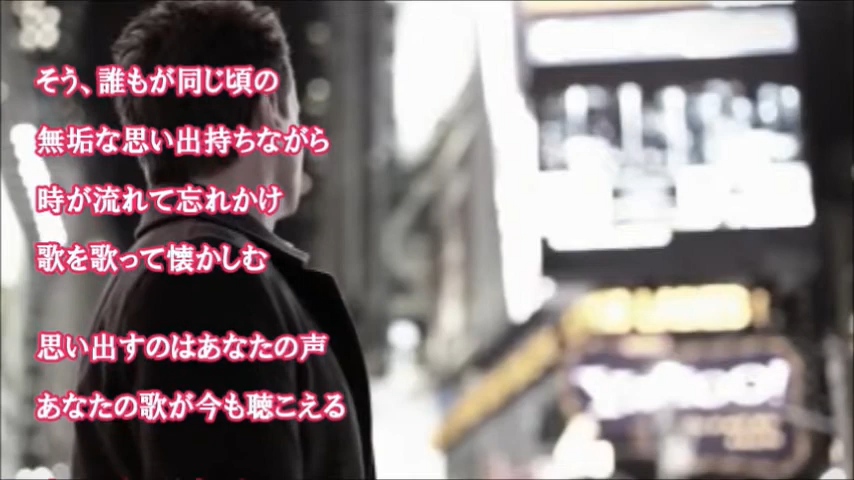 そう、誰もが同じ頃の
無垢な思い出持ちながら
時が流れて忘れかけ
歌を歌って懐かしむ
思い出すのはあなたの声
あなたの歌が今も聴こえる